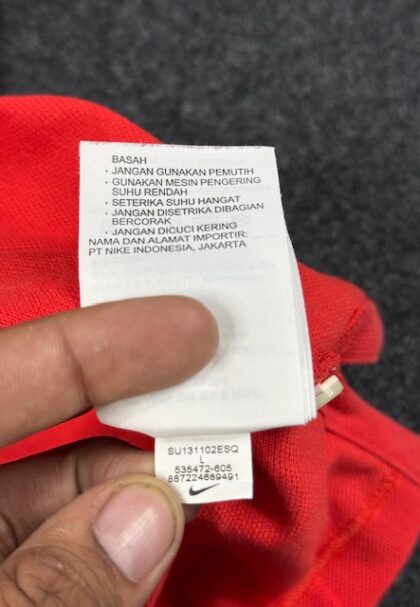 BASAH
· JANGAN GUNAKAN PEMUTIH
· GUNAKAN MESIN PENGERING
SUHU RENDAH
· SETERIKA SUHU HANGAT
· JANGAN DISETRIKA DIBAGIAN
BERCORAK
· JANGAN DICUCI KERING
NAMA DAN ALAMAT IMPORTIR:
PT NIKE INDONESIA, JAKARTA
SU131102ESQ
L
535472-605
887224689491